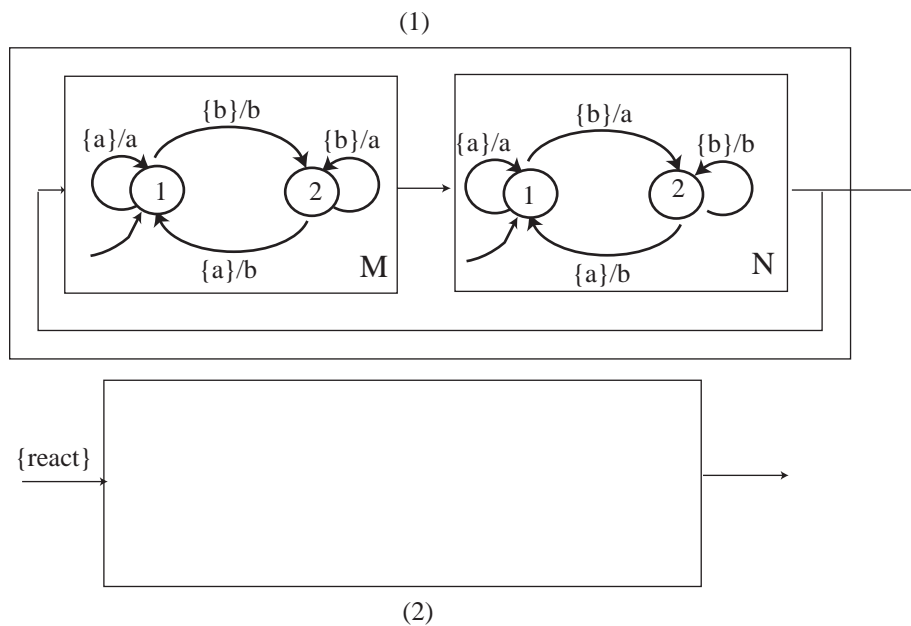 (1)
{b}/b
{a}/a
{b}/a
1
2
{a}/b
M
{b}/a
{a}/a
{b}/b
1
2
{a}/b
N
{react}
(2)